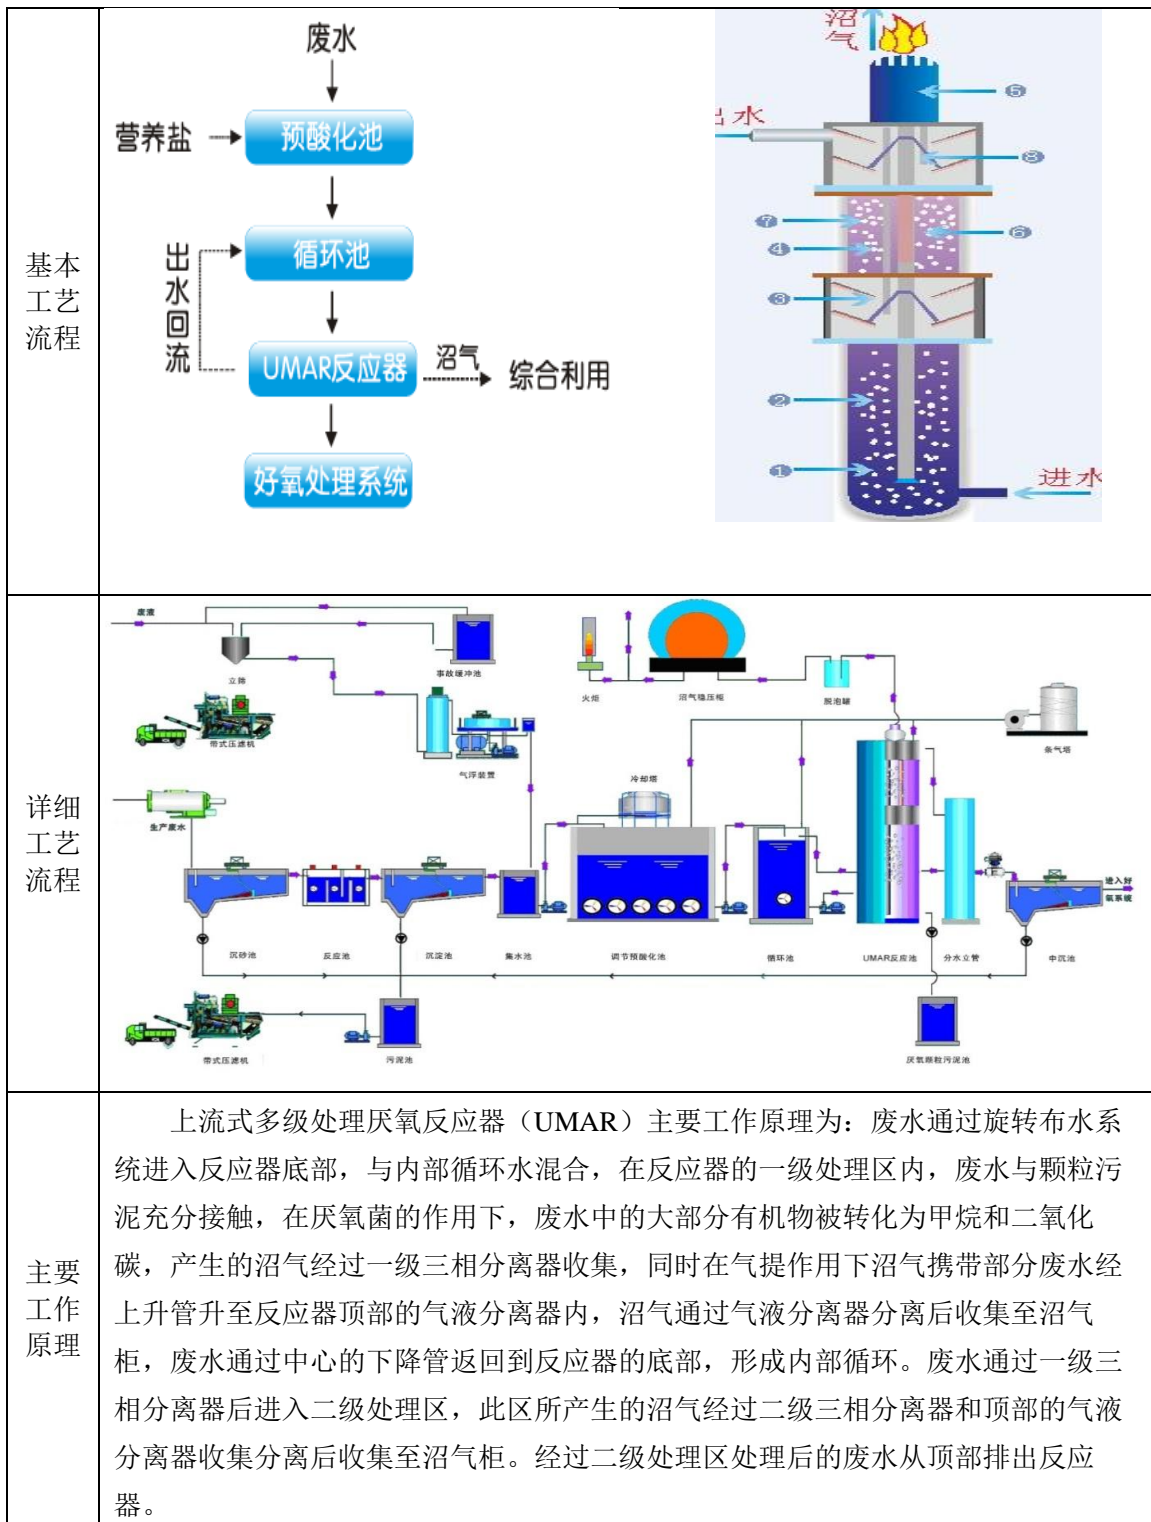 基本
工艺
流程
废水
营养盐
预酸化池
循环池
出水回流
UMAR反应器
沼气
综合利用
好氧处理系统
沼气
出水
⑤
⑧
⑦
⑥
④
③
②
①
进水
详细
工艺
流程
废液
立筛
事故缓冲池
带式压滤机
气浮装置
火炬
沼气稳压柜
脱泡罐
冷却塔
生产废水
进入好
氧系统
沉砂池
反应池
沉淀池
集水池
调节预酸化池
循环池
UMAR反应池
分水立管
中沉池
带式压滤机
污泥池
厌氧颗粒污泥池
主要
工作
原理
上流式多级处理厌氧反应器（UMAR）主要工作原理为：废水通过旋转布水系
统进入反应器底部，与内部循环水混合，在反应器的一级处理区内，废水与颗粒污
泥充分接触，在厌氧菌的作用下，废水中的大部分有机物被转化为甲烷和二氧化
碳，产生的沼气经过一级三相分离器收集，同时在气提作用下沼气携带部分废水经
上升管升至反应器顶部的气液分离器内，沼气通过气液分离器分离后收集至沼气
柜，废水通过中心的下降管返回到反应器的底部，形成内部循环。废水通过一级三
相分离器后进入二级处理区，此区所产生的沼气经过二级三相分离器和顶部的气液
分离器收集分离后收集至沼气柜。经过二级处理区处理后的废水从顶部排出反应
器。